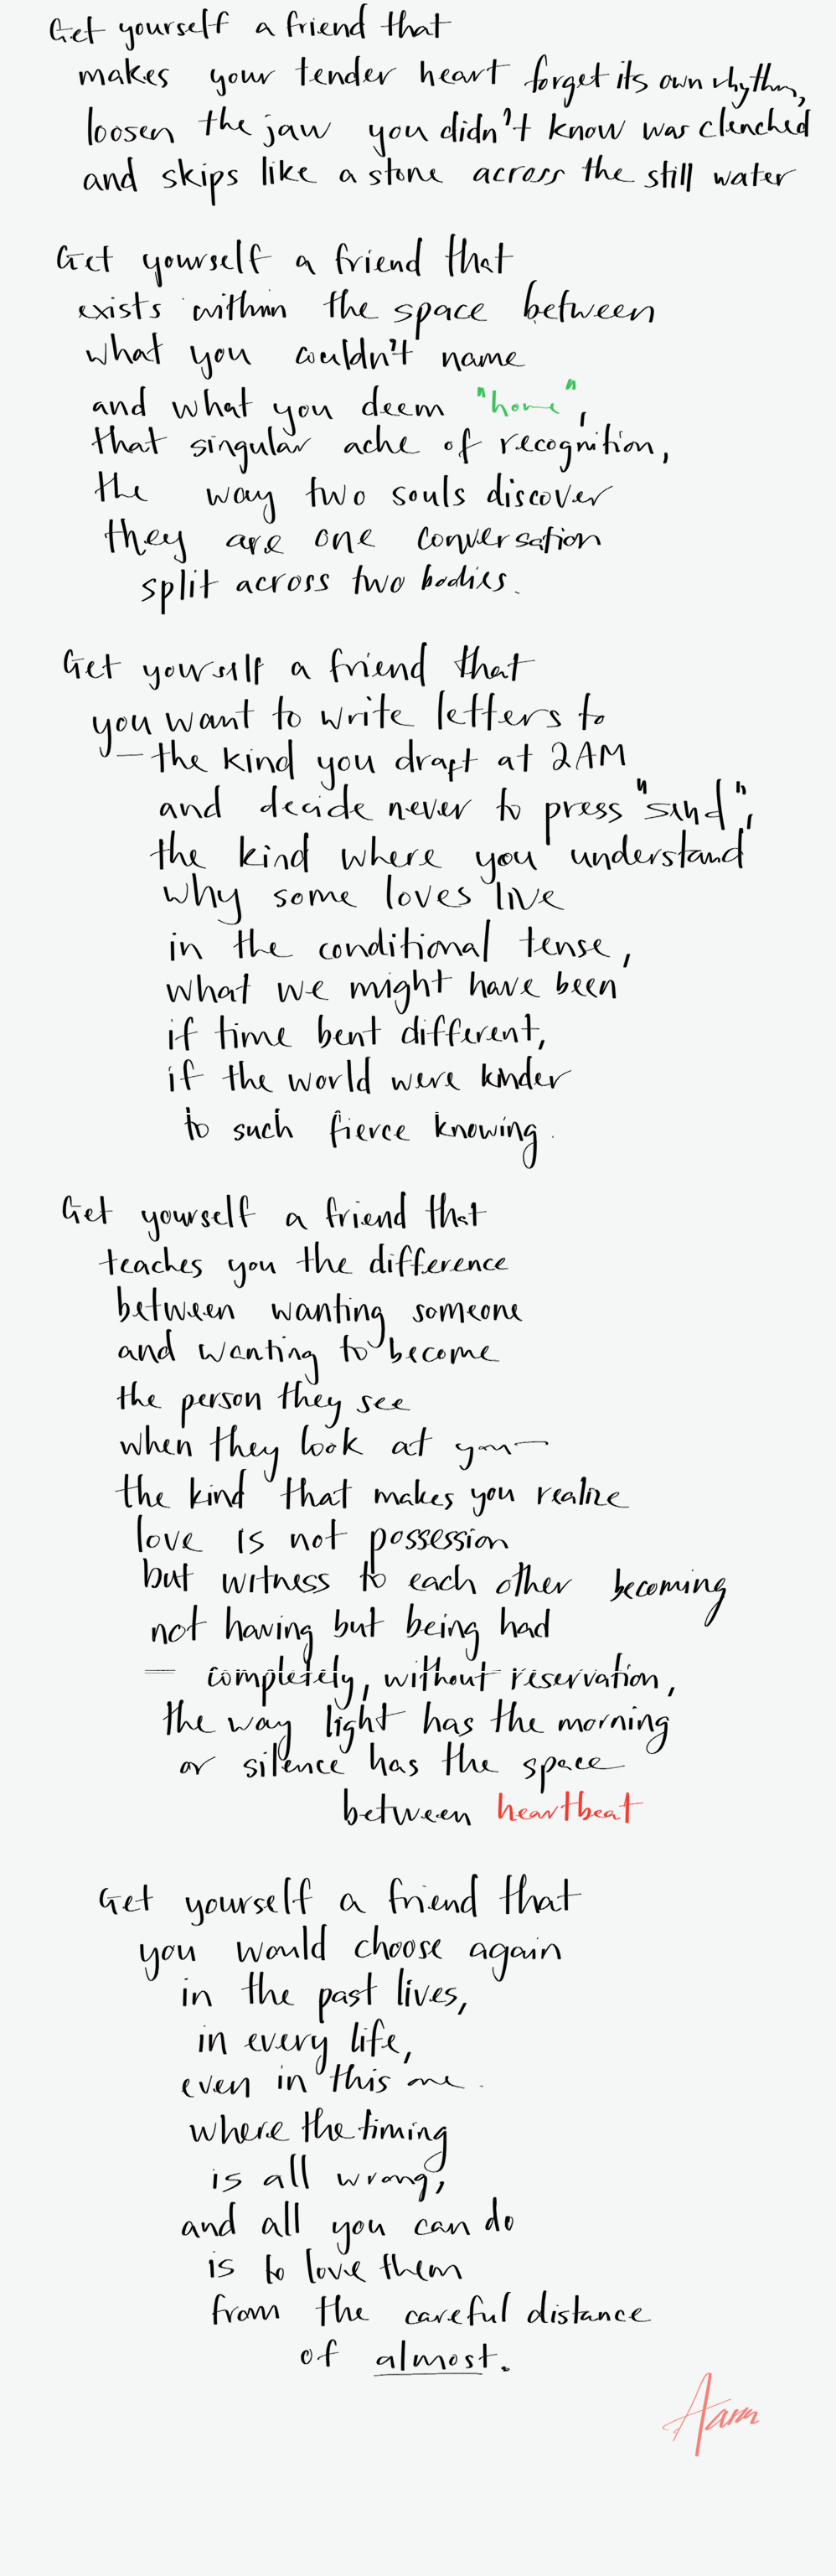 Get yourself a friend that
makes your tender heart forget its own rhythm,
loosen the jaw you didn't know was clenched
and skips like a stone across the still water
Get yourself a friend that
exists within the space between
what you couldn't name
and what you deem "home",
that singular ache of recognition,
the way two souls discover
they are one conversation
split across two bodies.
Get yourself a friend that
you want to write letters to
— the kind you draft at 2AM
and decide never to press "send",
the kind where you understand
why some loves live
in the conditional tense,
what we might have been
if time bent different,
if the world were kinder
to such fierce knowing.
Get yourself a friend that
teaches you the difference
between wanting someone
and wanting to become
the person they see
when they look at you—
the kind that makes you realize
love is not possession
but witness to each other becoming
not having but being had
— completely, without reservation,
the way light has the morning
or silence has the space
between heartbeat
Get yourself a friend that
you would choose again
in the past lives,
in every life,
even in this one.
where the timing
is all wrong,
and all you can do
is to love them
from the careful distance
of almost.